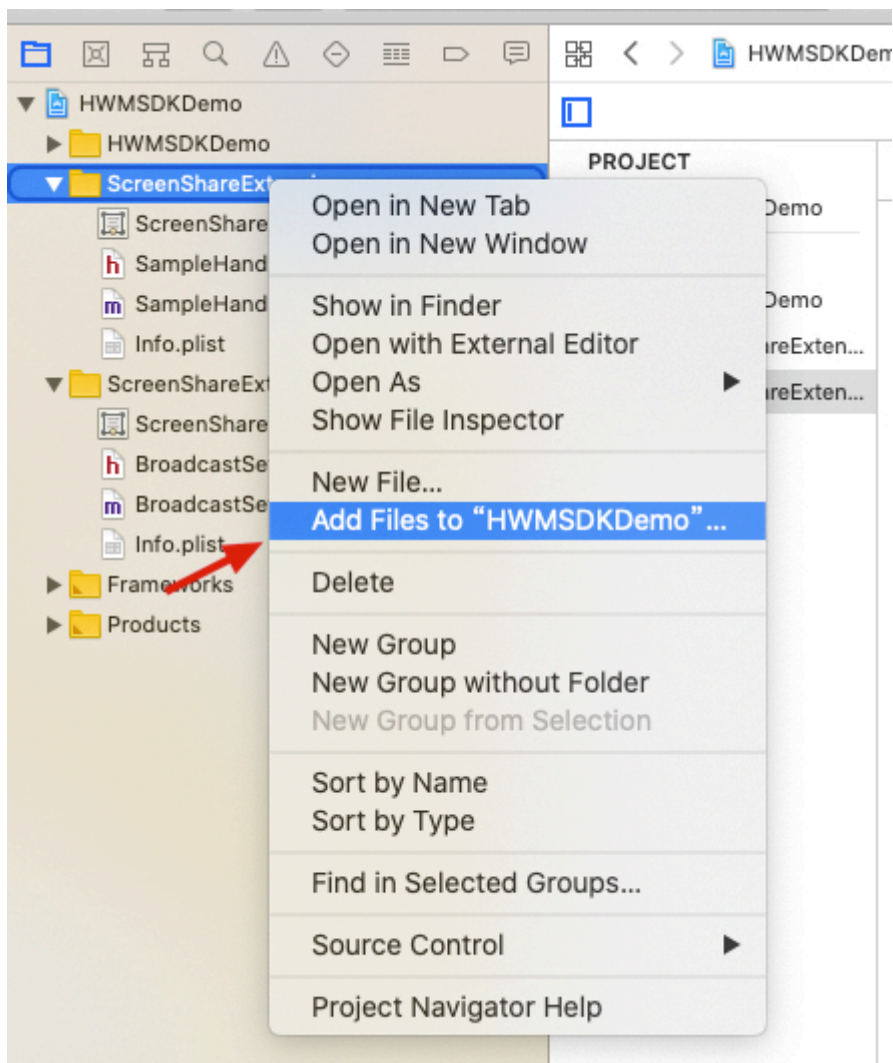 HWMSDKDem
HWMSDKDemo
HWMSDKDemo
ScreenShareExtensi
ScreenShare
h SampleHand
m SampleHand
Info.plist
ScreenShareExt
ScreenShare
h BroadcastSe
m BroadcastSe
Info.plist
Frameworks
Products
PROJECT
Demo
Demo
areExten...
areExten...
Open in New Tab
Open in New Window
Show in Finder
Open with External Editor
Open As
Show File Inspector
New File...
Add Files to “HWMSDKDemo”...
Delete
New Group
New Group without Folder
New Group from Selection
Sort by Name
Sort by Type
Find in Selected Groups...
Source Control
Project Navigator Help